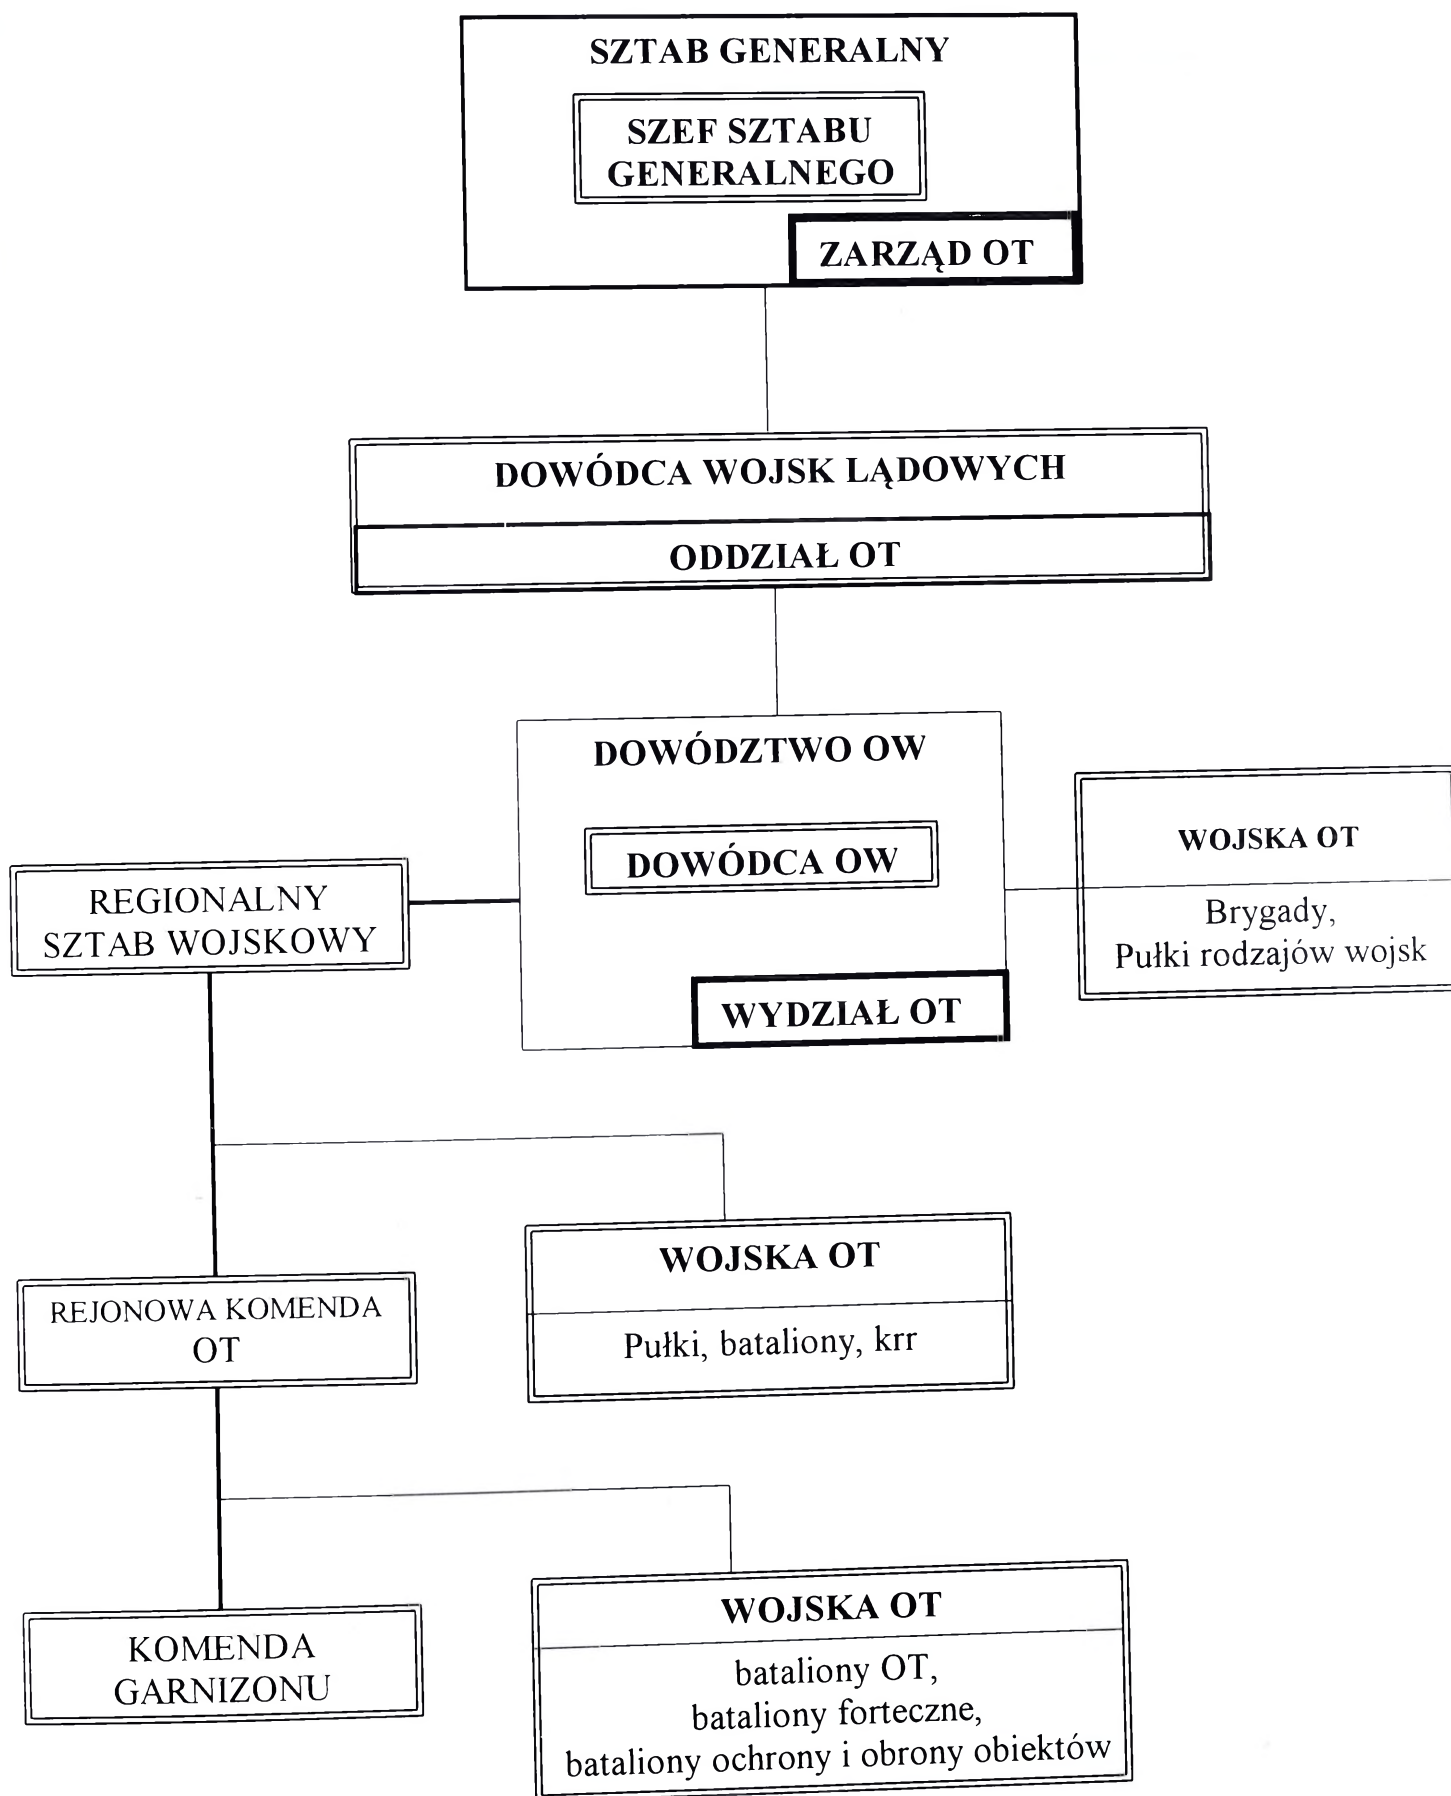 SZTAB GENERALNY
SZEF SZTABU
GENERALNEGO
ZARZĄD OT
DOWÓDCA WOJSK LĄDOWYCH
ODDZIAŁ OT
DOWÓDZTWO OW
DOWÓDCA OW
WYDZIAŁ OT
WOJSKA OT
Brygady,
Pułki rodzajów wojsk
REGIONALNY
SZTAB WOJSKOWY
WOJSKA OT
Pułki, bataliony, krr
REJONOWA KOMENDA
OT
WOJSKA OT
bataliony OT,
bataliony forteczne,
bataliony ochrony i obrony obiektów
KOMENDA
GARNIZONU